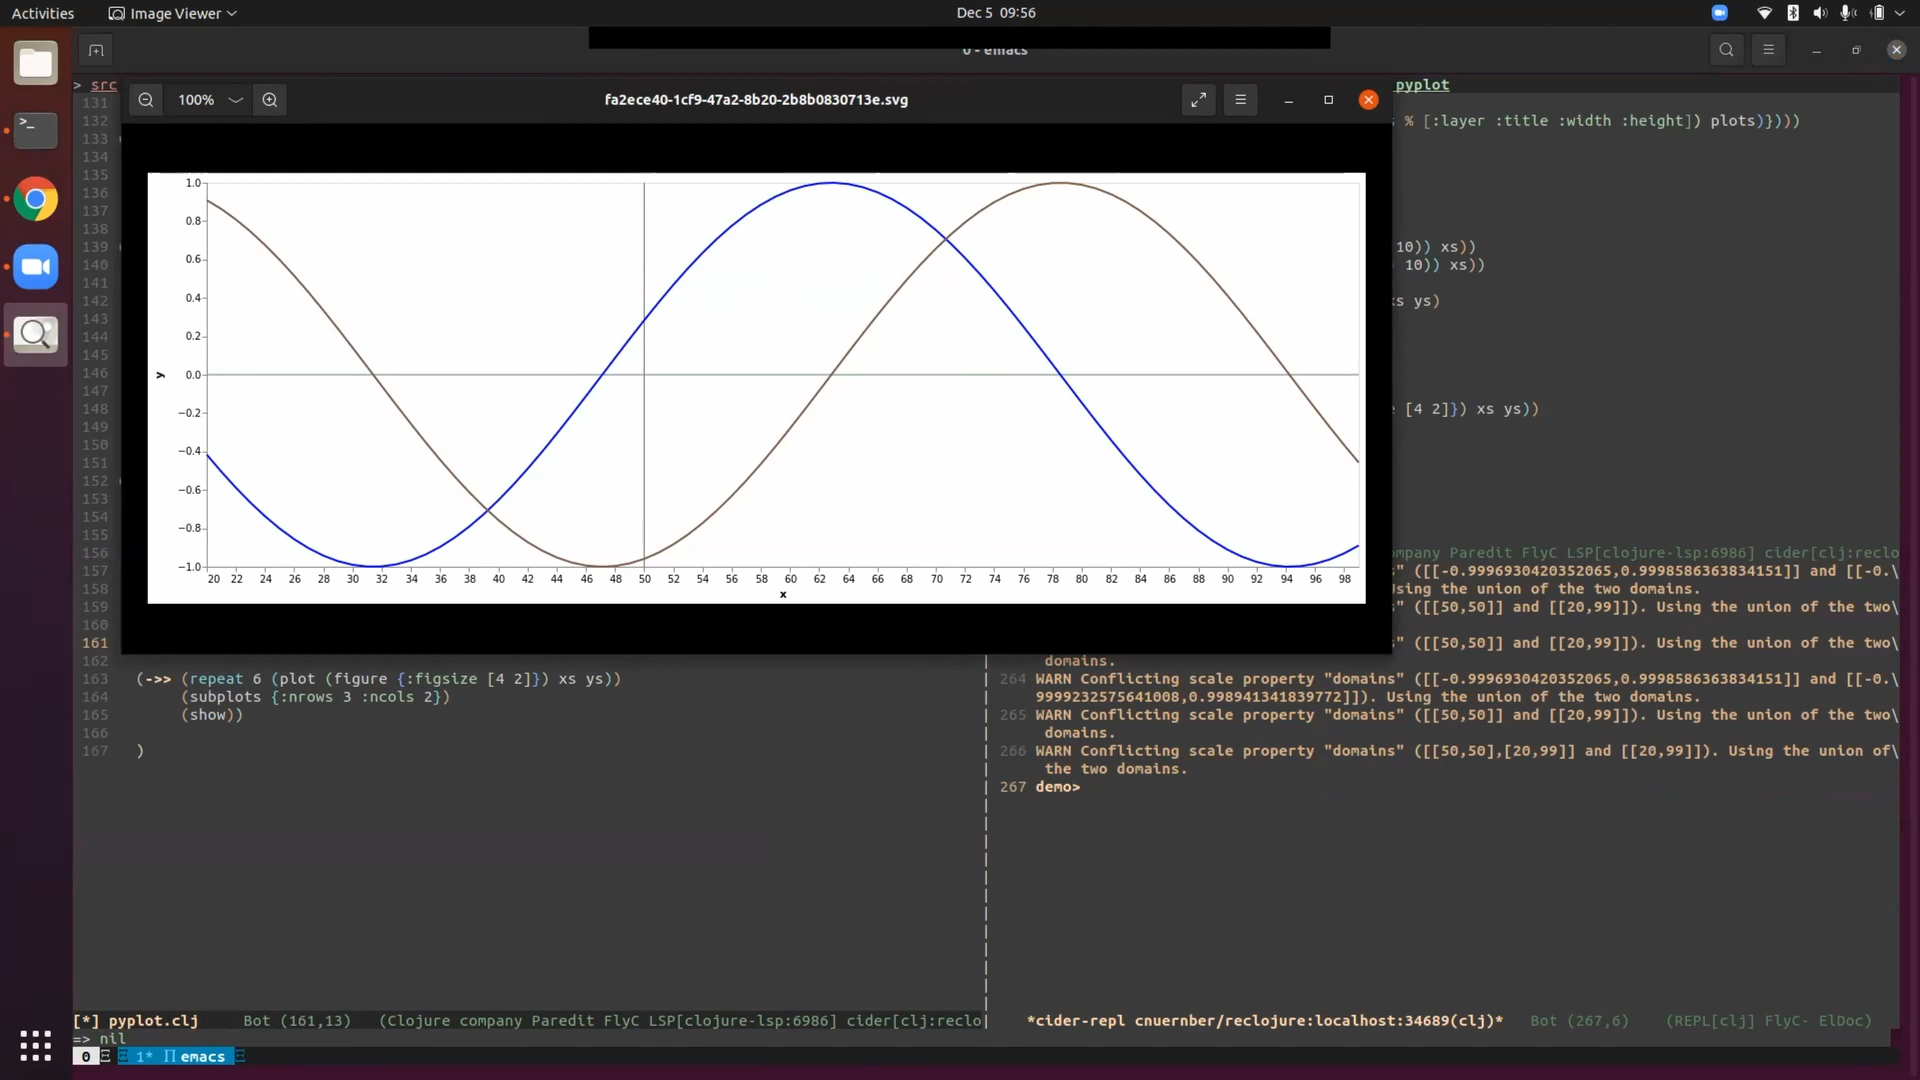 Activities
Image Viewer
Dec 5 09:56
0 - emacs
> src
pyplot
100%
fa2ece40-1cf9-47a2-8b20-2b8b0830713e.svg
131
132
% [:layer :title :width :height]) plots)}))))
133
134
135
136
137
138
139
10)) xs))
140
10)) xs))
141
142
xs ys)
143
144
145
146
147
148
[4 2]}) xs ys))
149
150
151
152
153
154
155
156
157
158
159
160
161
162
1.0
0.8
0.6
0.4
0.2
0.0
−0.2
−0.4
−0.6
−0.8
−1.0
y
20 22 24 26 28 30 32 34 36 38 40 42 44 46 48 50 52 54 56 58 60 62 64 66 68 70 72 74 76 78 80 82 84 86 88 90 92 94 96 98
x
163 (->> (repeat 6 (plot (figure {:figsize [4 2]}) xs ys))
164 (subplots {:nrows 3 :ncols 2})
165 (show))
166
167 )
Paredit FlyC LSP[clojure-lsp:6986] cider[clj:reclo
" ([[-0.9996930420352065,0.9998586363834151]] and [[-0.\
Using the union of the two domains.
" ([[50,50]] and [[20,99]]). Using the union of the two\
" ([[50,50]] and [[20,99]]). Using the union of the two\
domains.
264 WARN Conflicting scale property "domains" ([[-0.9996930420352065,0.9998586363834151]] and [[-0.\
9999232575641008,0.9989413418397​72]]). Using the union of the two domains.
265 WARN Conflicting scale property "domains" ([[50,50]] and [[20,99]]). Using the union of the two\
domains.
266 WARN Conflicting scale property "domains" ([[50,50],[20,99]] and [[20,99]]). Using the union of\
the two domains.
267 demo>
[*] pyplot.clj Bot (161,13) (Clojure company Paredit FlyC LSP[clojure-lsp:6986] cider[clj:reclo
*cider-repl cnuernber/reclojure:localhost:34689(clj)* Bot (267,6) (REPL[clj] FlyC- ElDoc)
=> nil
0 1* emacs